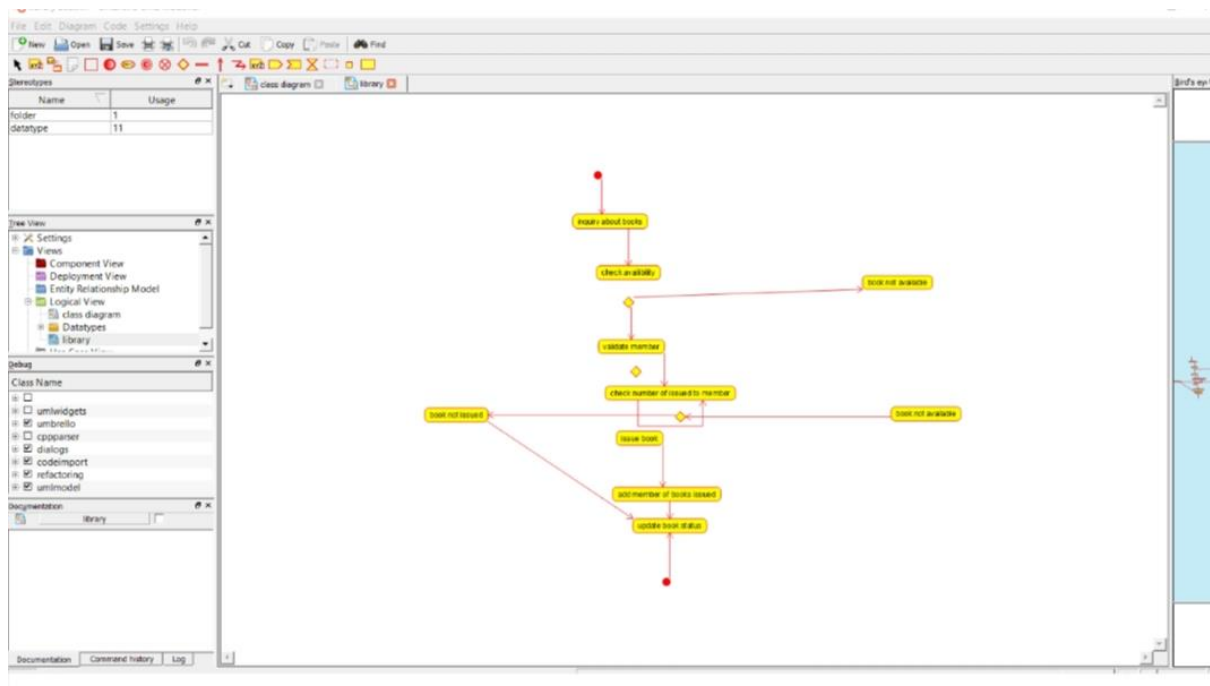 File Edit Diagram Code Settings Help
New Open Save Cut Copy Paste Find
Stereotypes
class diagram library
Bird's eye
Name Usage
folder 1
datatype 11
Tree View
Settings
Views
Component View
Deployment View
Entity Relationship Model
Logical View
class diagram
Datatypes
library
Debug
Class Name
umlwidgets
umbrello
cppparser
dialogs
codeimport
refactoring
umlmodel
Documentation
library
Documentation Command history Log
inquiry about books
check avalibility
book not available
validate member
check number of issued to member
book not issued
book not available
issue book
add member of books issued
update book status